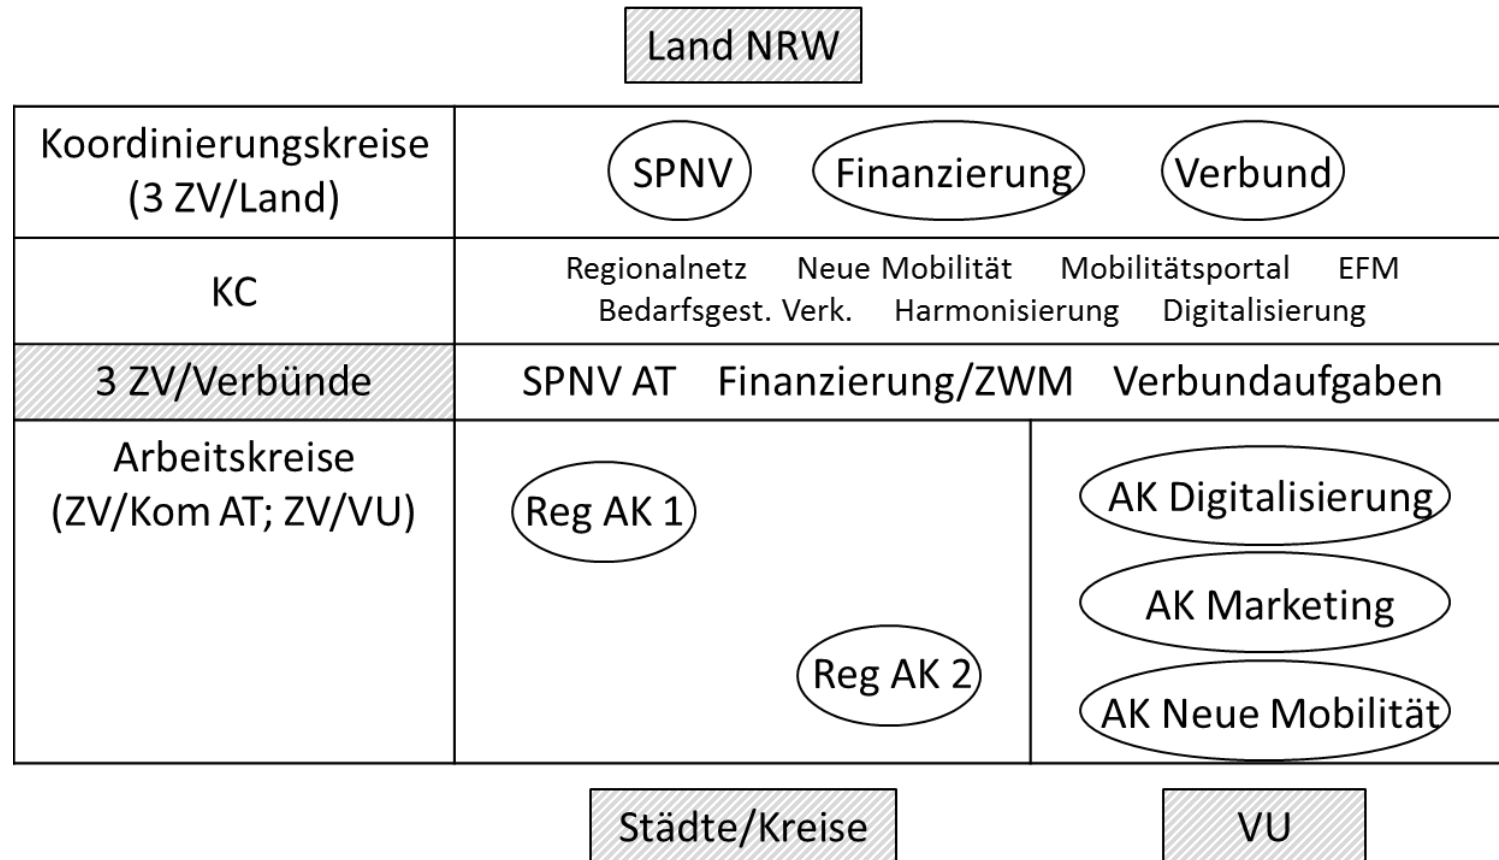 Land NRW
Koordinierungskreise
(3 ZV/Land)
SPNV Finanzierung Verbund
KC
Regionalnetz Neue Mobilität Mobilitätsportal EFM
Bedarfsgest. Verk. Harmonisierung Digitalisierung
3 ZV/Verbünde
SPNV AT Finanzierung/ZWM Verbundaufgaben
Arbeitskreise
(ZV/Kom AT; ZV/VU)
Reg AK 1
Reg AK 2
AK Digitalisierung
AK Marketing
AK Neue Mobilität
Städte/Kreise
VU